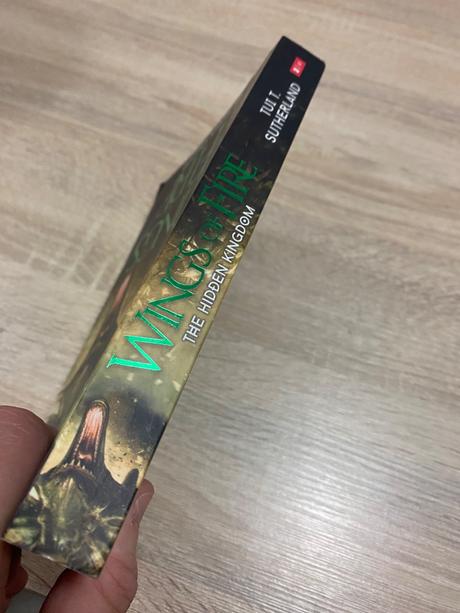 TUI T.
SUTHERLAND
WINGS OF FIRE
THE HIDDEN KINGDOM